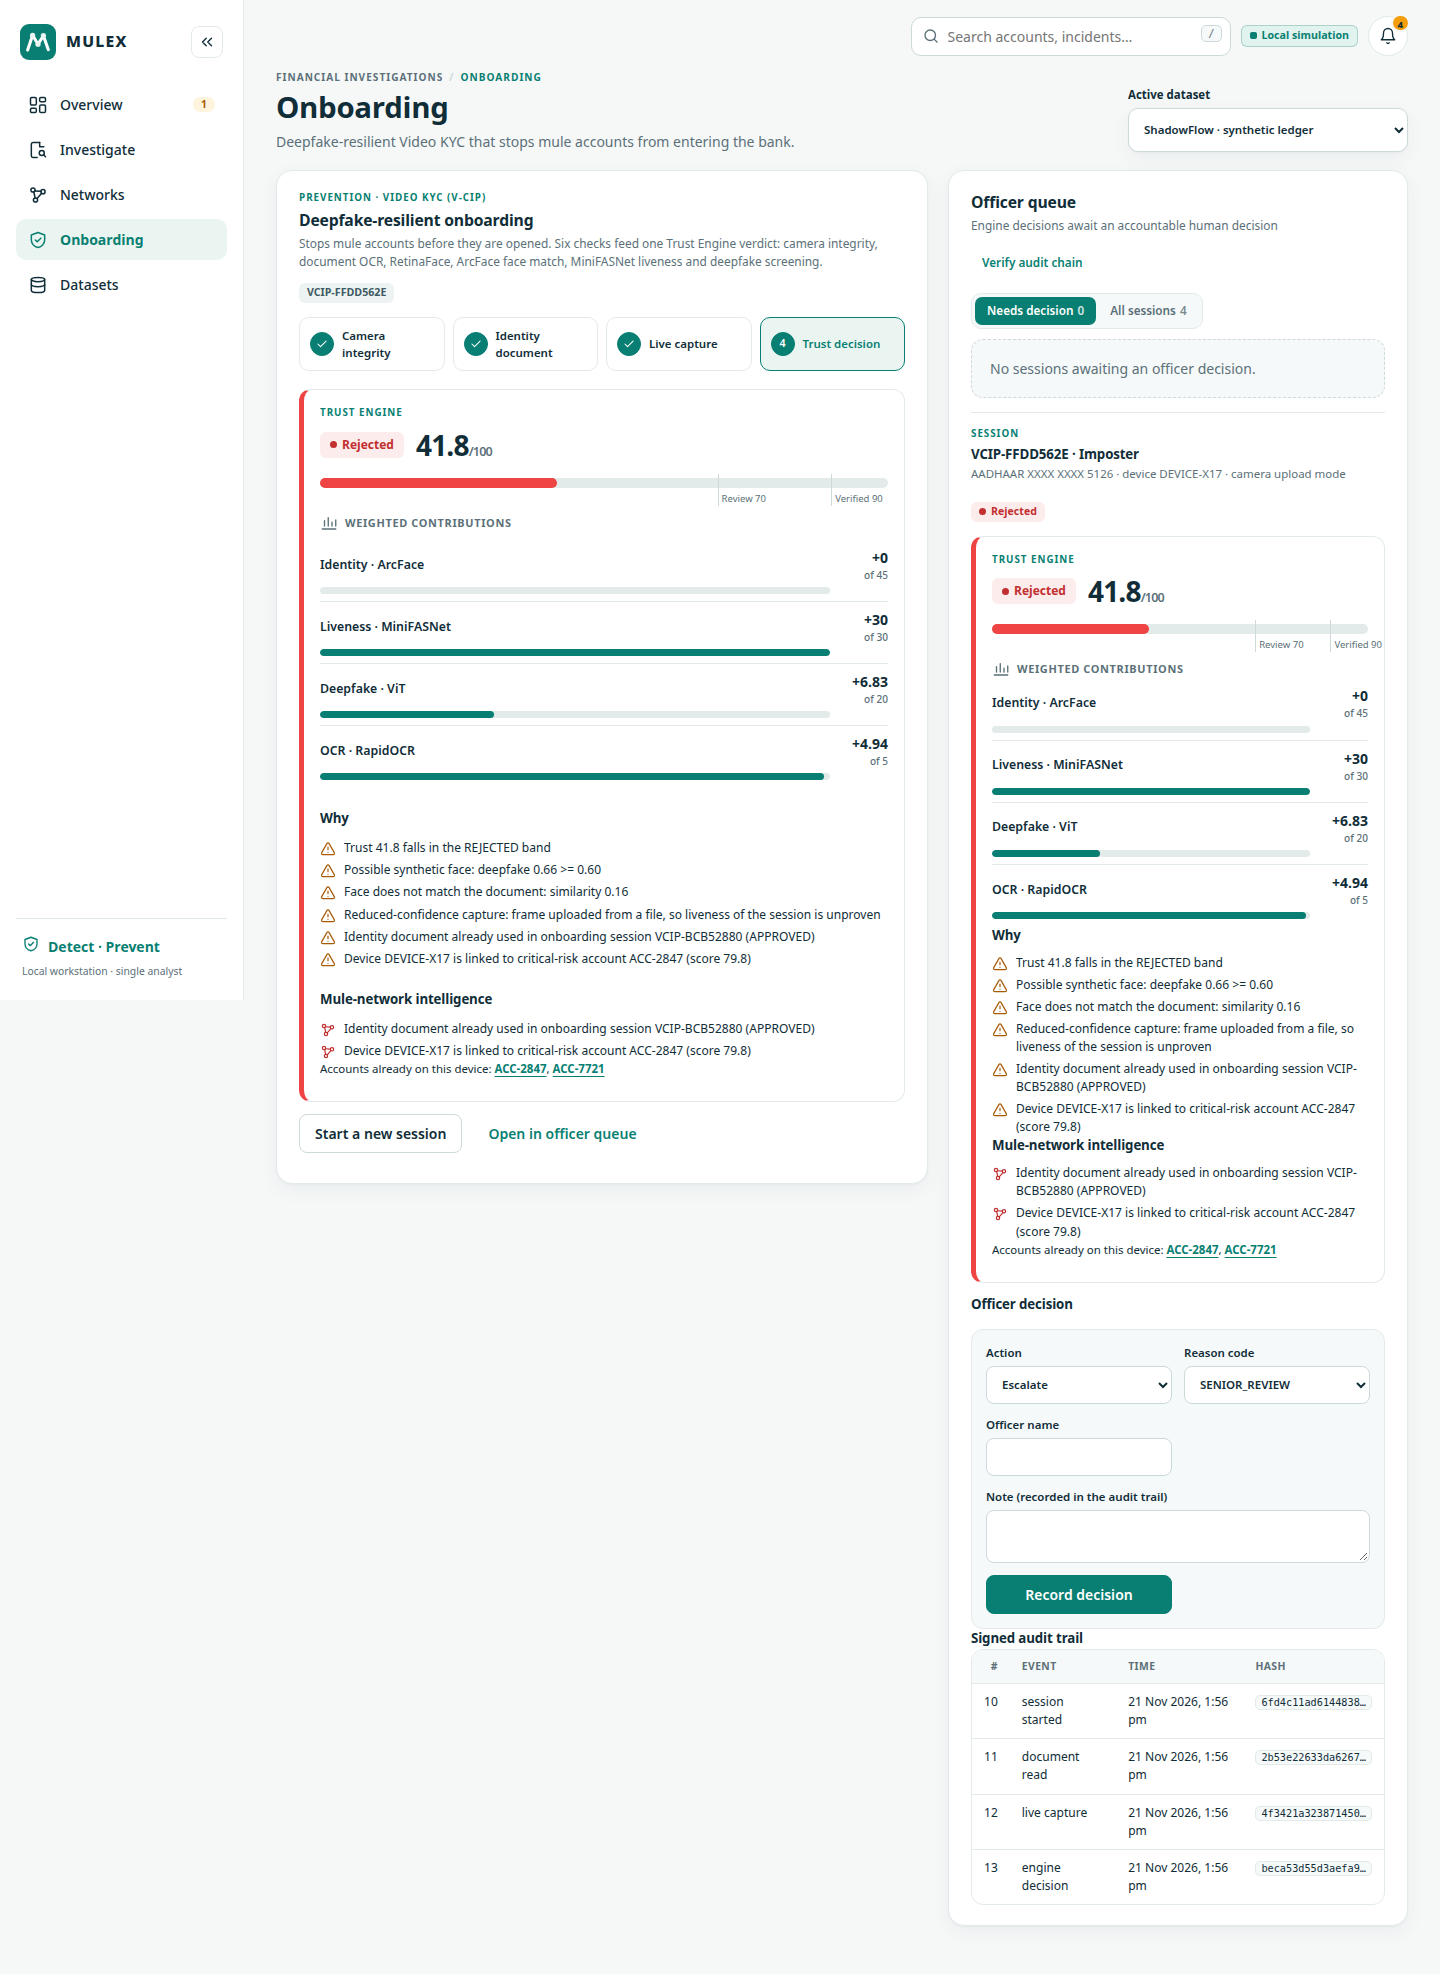 MULEX
Overview 1
Investigate
Networks
Onboarding
Datasets
Detect · Prevent
Local workstation · single analyst
Search accounts, incidents... /
Local simulation
4
FINANCIAL INVESTIGATIONS / ONBOARDING
Onboarding
Deepfake-resilient Video KYC that stops mule accounts from entering the bank.
Active dataset
ShadowFlow · synthetic ledger
PREVENTION · VIDEO KYC (V-CIP)
Deepfake-resilient onboarding
Stops mule accounts before they are opened. Six checks feed one Trust Engine verdict: camera integrity,
document OCR, RetinaFace, ArcFace face match, MiniFASNet liveness and deepfake screening.
VCIP-FFDD562E
Camera
integrity
Identity
document
Live capture
4 Trust decision
TRUST ENGINE
Rejected 41.8/100
Review 70 Verified 90
WEIGHTED CONTRIBUTIONS
Identity · ArcFace +0
of 45
Liveness · MiniFASNet +30
of 30
Deepfake · ViT +6.83
of 20
OCR · RapidOCR +4.94
of 5
Why
Trust 41.8 falls in the REJECTED band
Possible synthetic face: deepfake 0.66 >= 0.60
Face does not match the document: similarity 0.16
Reduced-confidence capture: frame uploaded from a file, so liveness of the session is unproven
Identity document already used in onboarding session VCIP-BCB52880 (APPROVED)
Device DEVICE-X17 is linked to critical-risk account ACC-2847 (score 79.8)
Mule-network intelligence
Identity document already used in onboarding session VCIP-BCB52880 (APPROVED)
Device DEVICE-X17 is linked to critical-risk account ACC-2847 (score 79.8)
Accounts already on this device: ACC-2847, ACC-7721
Start a new session Open in officer queue
Officer queue
Engine decisions await an accountable human decision
Verify audit chain
Needs decision 0 All sessions 4
No sessions awaiting an officer decision.
SESSION
VCIP-FFDD562E · Imposter
AADHAAR XXXX XXXX 5126 · device DEVICE-X17 · camera upload mode
Rejected
TRUST ENGINE
Rejected 41.8/100
Review 70 Verified 90
WEIGHTED CONTRIBUTIONS
Identity · ArcFace +0
of 45
Liveness · MiniFASNet +30
of 30
Deepfake · ViT +6.83
of 20
OCR · RapidOCR +4.94
of 5
Why
Trust 41.8 falls in the REJECTED band
Possible synthetic face: deepfake 0.66 >= 0.60
Face does not match the document: similarity 0.16
Reduced-confidence capture: frame uploaded from a file, so
liveness of the session is unproven
Identity document already used in onboarding session VCIP-
BCB52880 (APPROVED)
Device DEVICE-X17 is linked to critical-risk account ACC-2847
(score 79.8)
Mule-network intelligence
Identity document already used in onboarding session VCIP-
BCB52880 (APPROVED)
Device DEVICE-X17 is linked to critical-risk account ACC-2847
(score 79.8)
Accounts already on this device: ACC-2847, ACC-7721
Officer decision
Action Reason code
Escalate SENIOR_REVIEW
Officer name
Note (recorded in the audit trail)
Record decision
Signed audit trail
# EVENT TIME HASH
10 session started 21 Nov 2026, 1:56 pm 6fd4c11ad6144838…
11 document read 21 Nov 2026, 1:56 pm 2b53e22633da6267…
12 live capture 21 Nov 2026, 1:56 pm 4f3421a323871450…
13 engine decision 21 Nov 2026, 1:56 pm beca53d55d3aefa9…